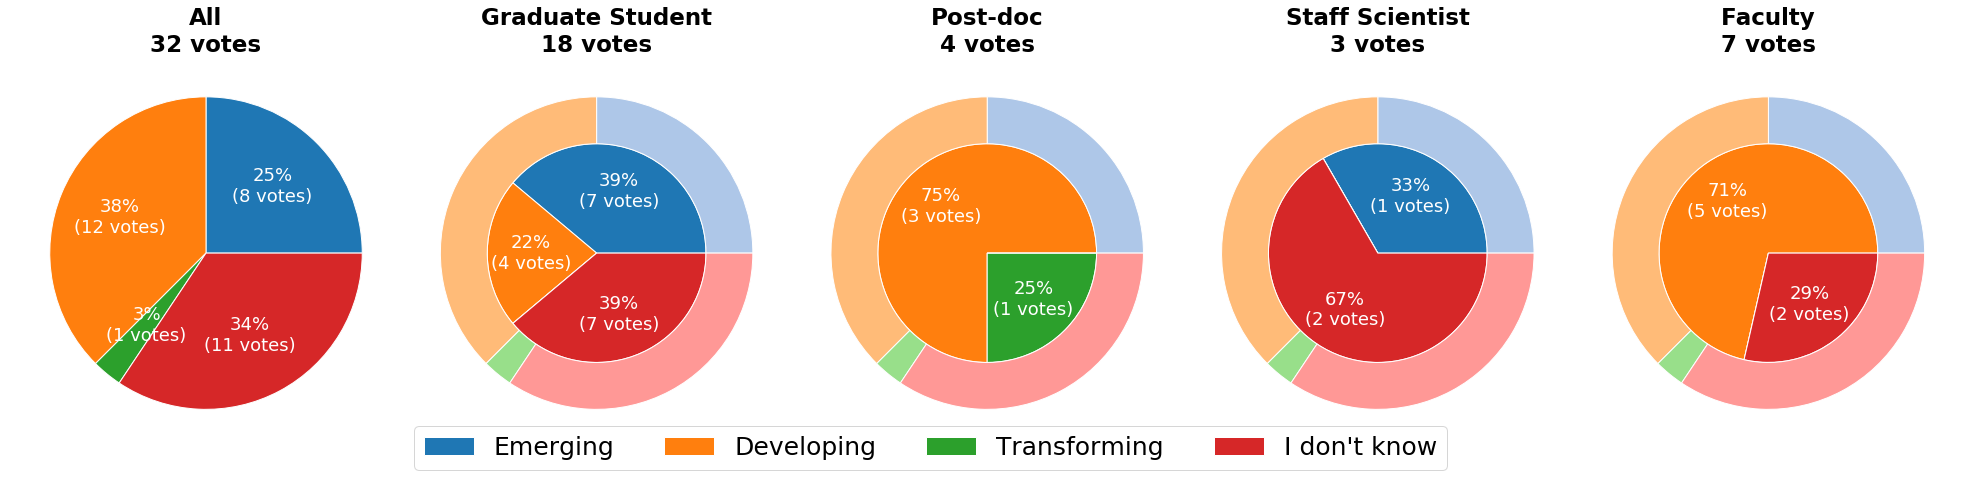 All
32 votes
25%
(8 votes)
38%
(12 votes)
3%
(1 votes)
34%
(11 votes)
Graduate Student
18 votes
39%
(7 votes)
22%
(4 votes)
39%
(7 votes)
Post-doc
4 votes
75%
(3 votes)
25%
(1 votes)
Staff Scientist
3 votes
33%
(1 votes)
67%
(2 votes)
Faculty
7 votes
71%
(5 votes)
29%
(2 votes)
Emerging
Developing
Transforming
I don't know